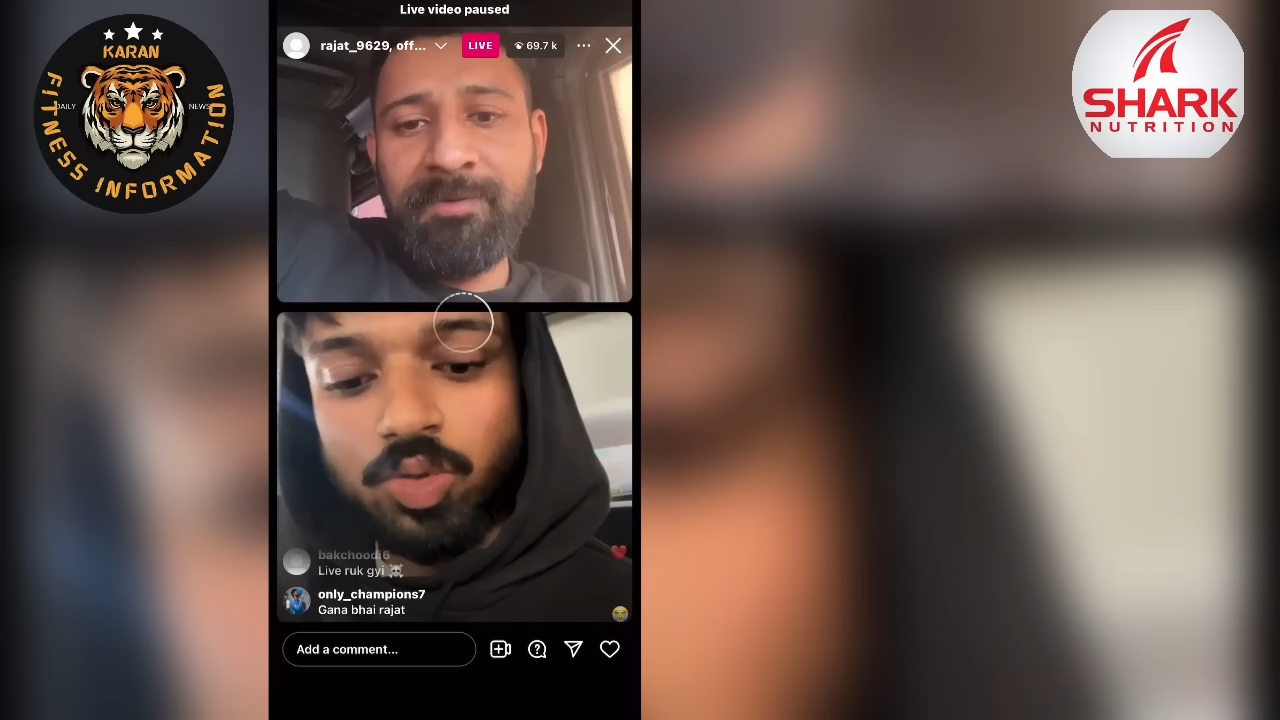 Live video paused
KARAN
DAILY
NEWS
FITNESS INFORMATION
rajat_9629, off...
LIVE
69.7 k
SHARK
NUTRITION
bakchoodi6
Live ruk gyi
only_champions7
Gana bhai rajat
Add a comment...